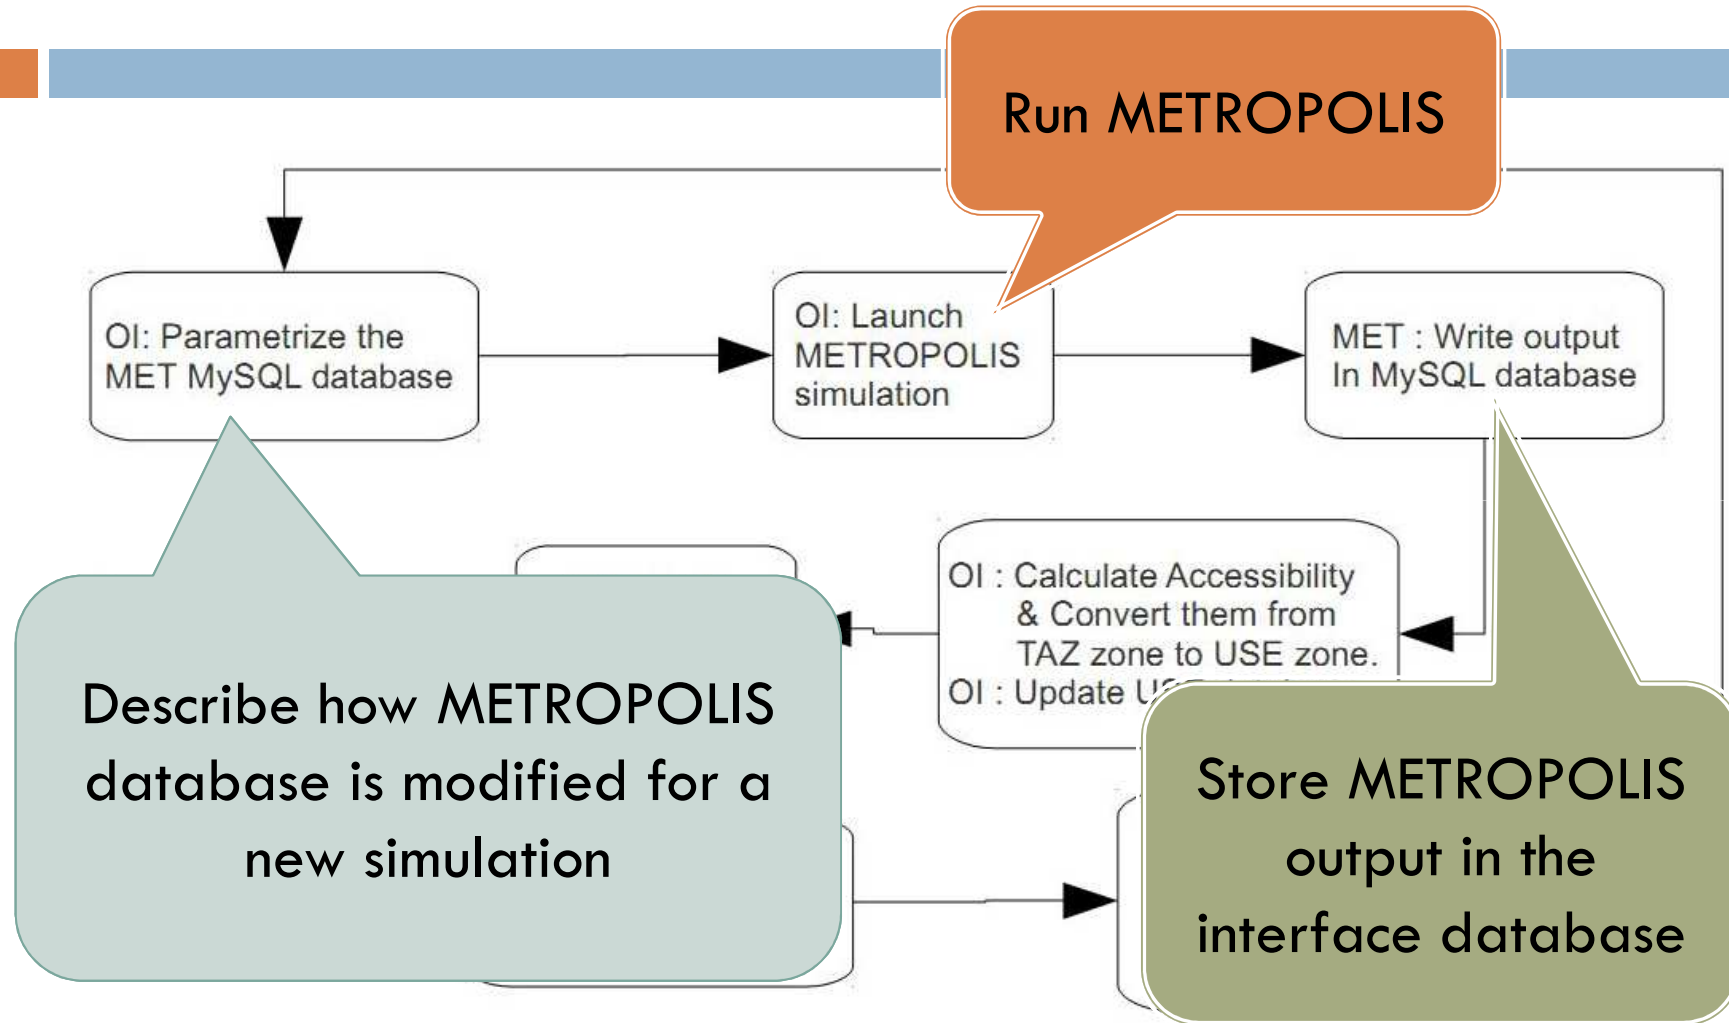 Run METROPOLIS
OI: Parametrize the
MET MySQL database
OI: Launch
METROPOLIS
simulation
MET : Write output
In MySQL database
OI : Calculate Accessibility
& Convert them from
TAZ zone to USE zone.
OI : Update
Describe how METROPOLIS
database is modified for a
new simulation
Store METROPOLIS
output in the
interface database